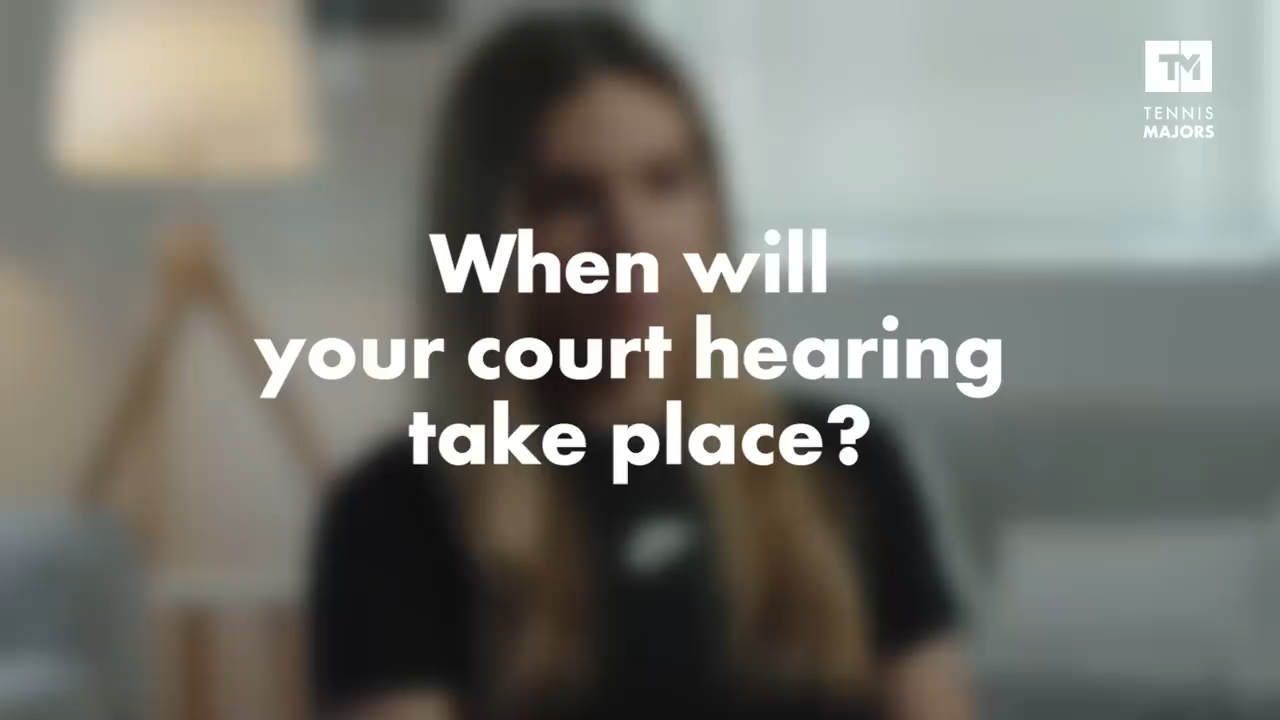 TM
TENNIS
MAJORS
When will
your court hearing
take place?